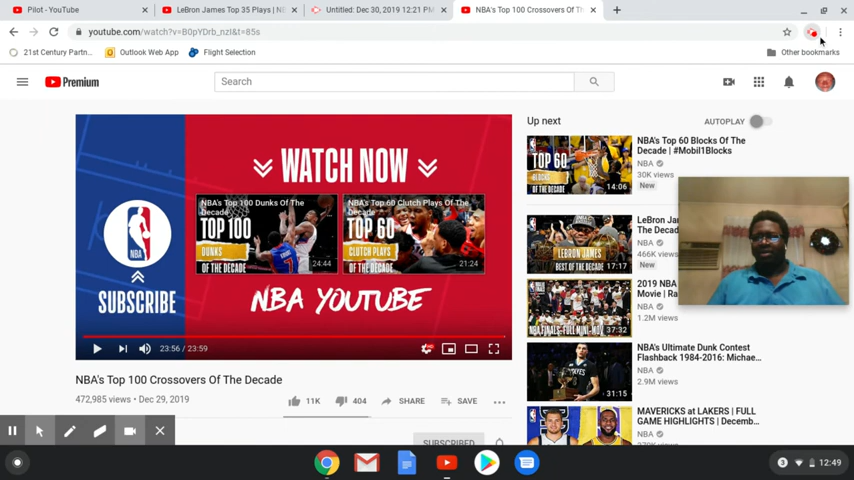 Pilot - YouTube
LeBron James Top 35 Plays | N
Untitled: Dec 30, 2019 12:21 PM
NBA's Top 100 Crossovers Of Th
youtube.com/watch?v=B0pYDrb_nzI&t=85s
21st Century Partn...
Outlook Web App
Flight Selection
Other bookmarks
Premium
Search
WATCH NOW
NBA's Top 100 Dunks Of The
Decade
TOP 100
DUNKS
OF THE DECADE
24:44
NBA's Top 60 Clutch Plays Of The
Decade
TOP 60
CLUTCH PLAYS
OF THE DECADE
21:24
SUBSCRIBE
NBA YOUTUBE
23:56 / 23:59
NBA's Top 100 Crossovers Of The Decade
472,985 views • Dec 29, 2019
11K
404
SHARE
SAVE
SUBSCRIBED
Up next
AUTOPLAY
TOP 60
BLOCKS
OF THE DECADE
14:06
NBA's Top 60 Blocks Of The
Decade | #Mobil1Blocks
NBA
30K views
New
LEBRON JAMES
BEST OF THE DECADE
17:17
LeBron Jar
The Decad
NBA
466K views
New
NBA FINALS - FULL MINI-MOV
37:32
2019 NBA
Movie | Ra
NBA
1.2M views
31:15
NBA's Ultimate Dunk Contest
Flashback 1984-2016: Michae...
NBA
2.9M views
MAVERICKS at LAKERS | FULL
GAME HIGHLIGHTS | Decemb...
NBA
3
12:49